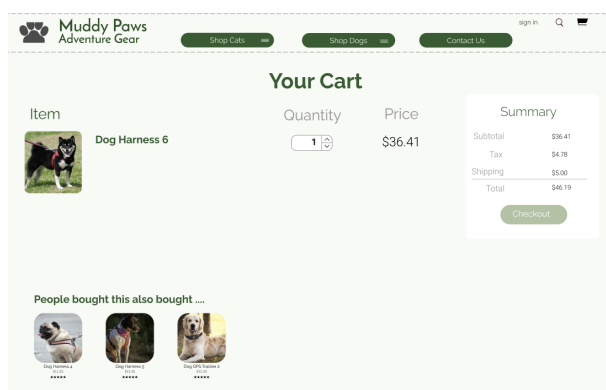 Muddy Paws
Adventure Gear
Shop Cats
Shop Dogs
Contact Us
sign in
Your Cart
Item
Quantity
Price
Dog Harness 6
1
$36.41
Summary
Subtotal $36.41
Tax $4.78
Shipping $5.00
Total $46.19
Checkout
People bought this also bought ....
Dog Harness 4
Dog Harness 5
Dog GPS Tracker 2